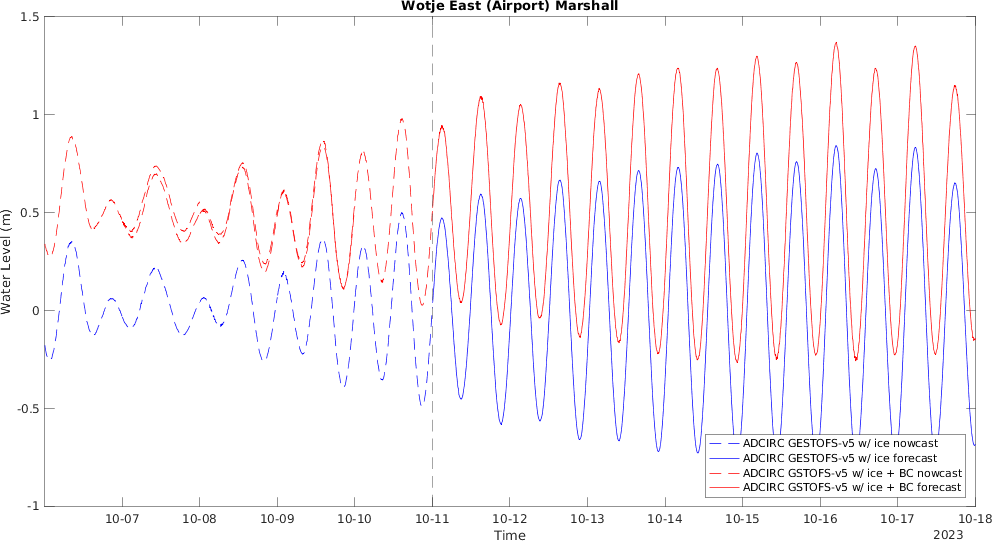 Wotje East (Airport) Marshall
1.5
1
0.5
0
-0.5
-1
Water Level (m)
ADCIRC GESTOFS-v5 w/ ice nowcast
ADCIRC GESTOFS-v5 w/ ice forecast
ADCIRC GSTOFS-v5 w/ ice + BC nowcast
ADCIRC GSTOFS-v5 w/ ice + BC forecast
10-07 10-08 10-09 10-10 10-11 10-12 10-13 10-14 10-15 10-16 10-17 10-18
Time
2023